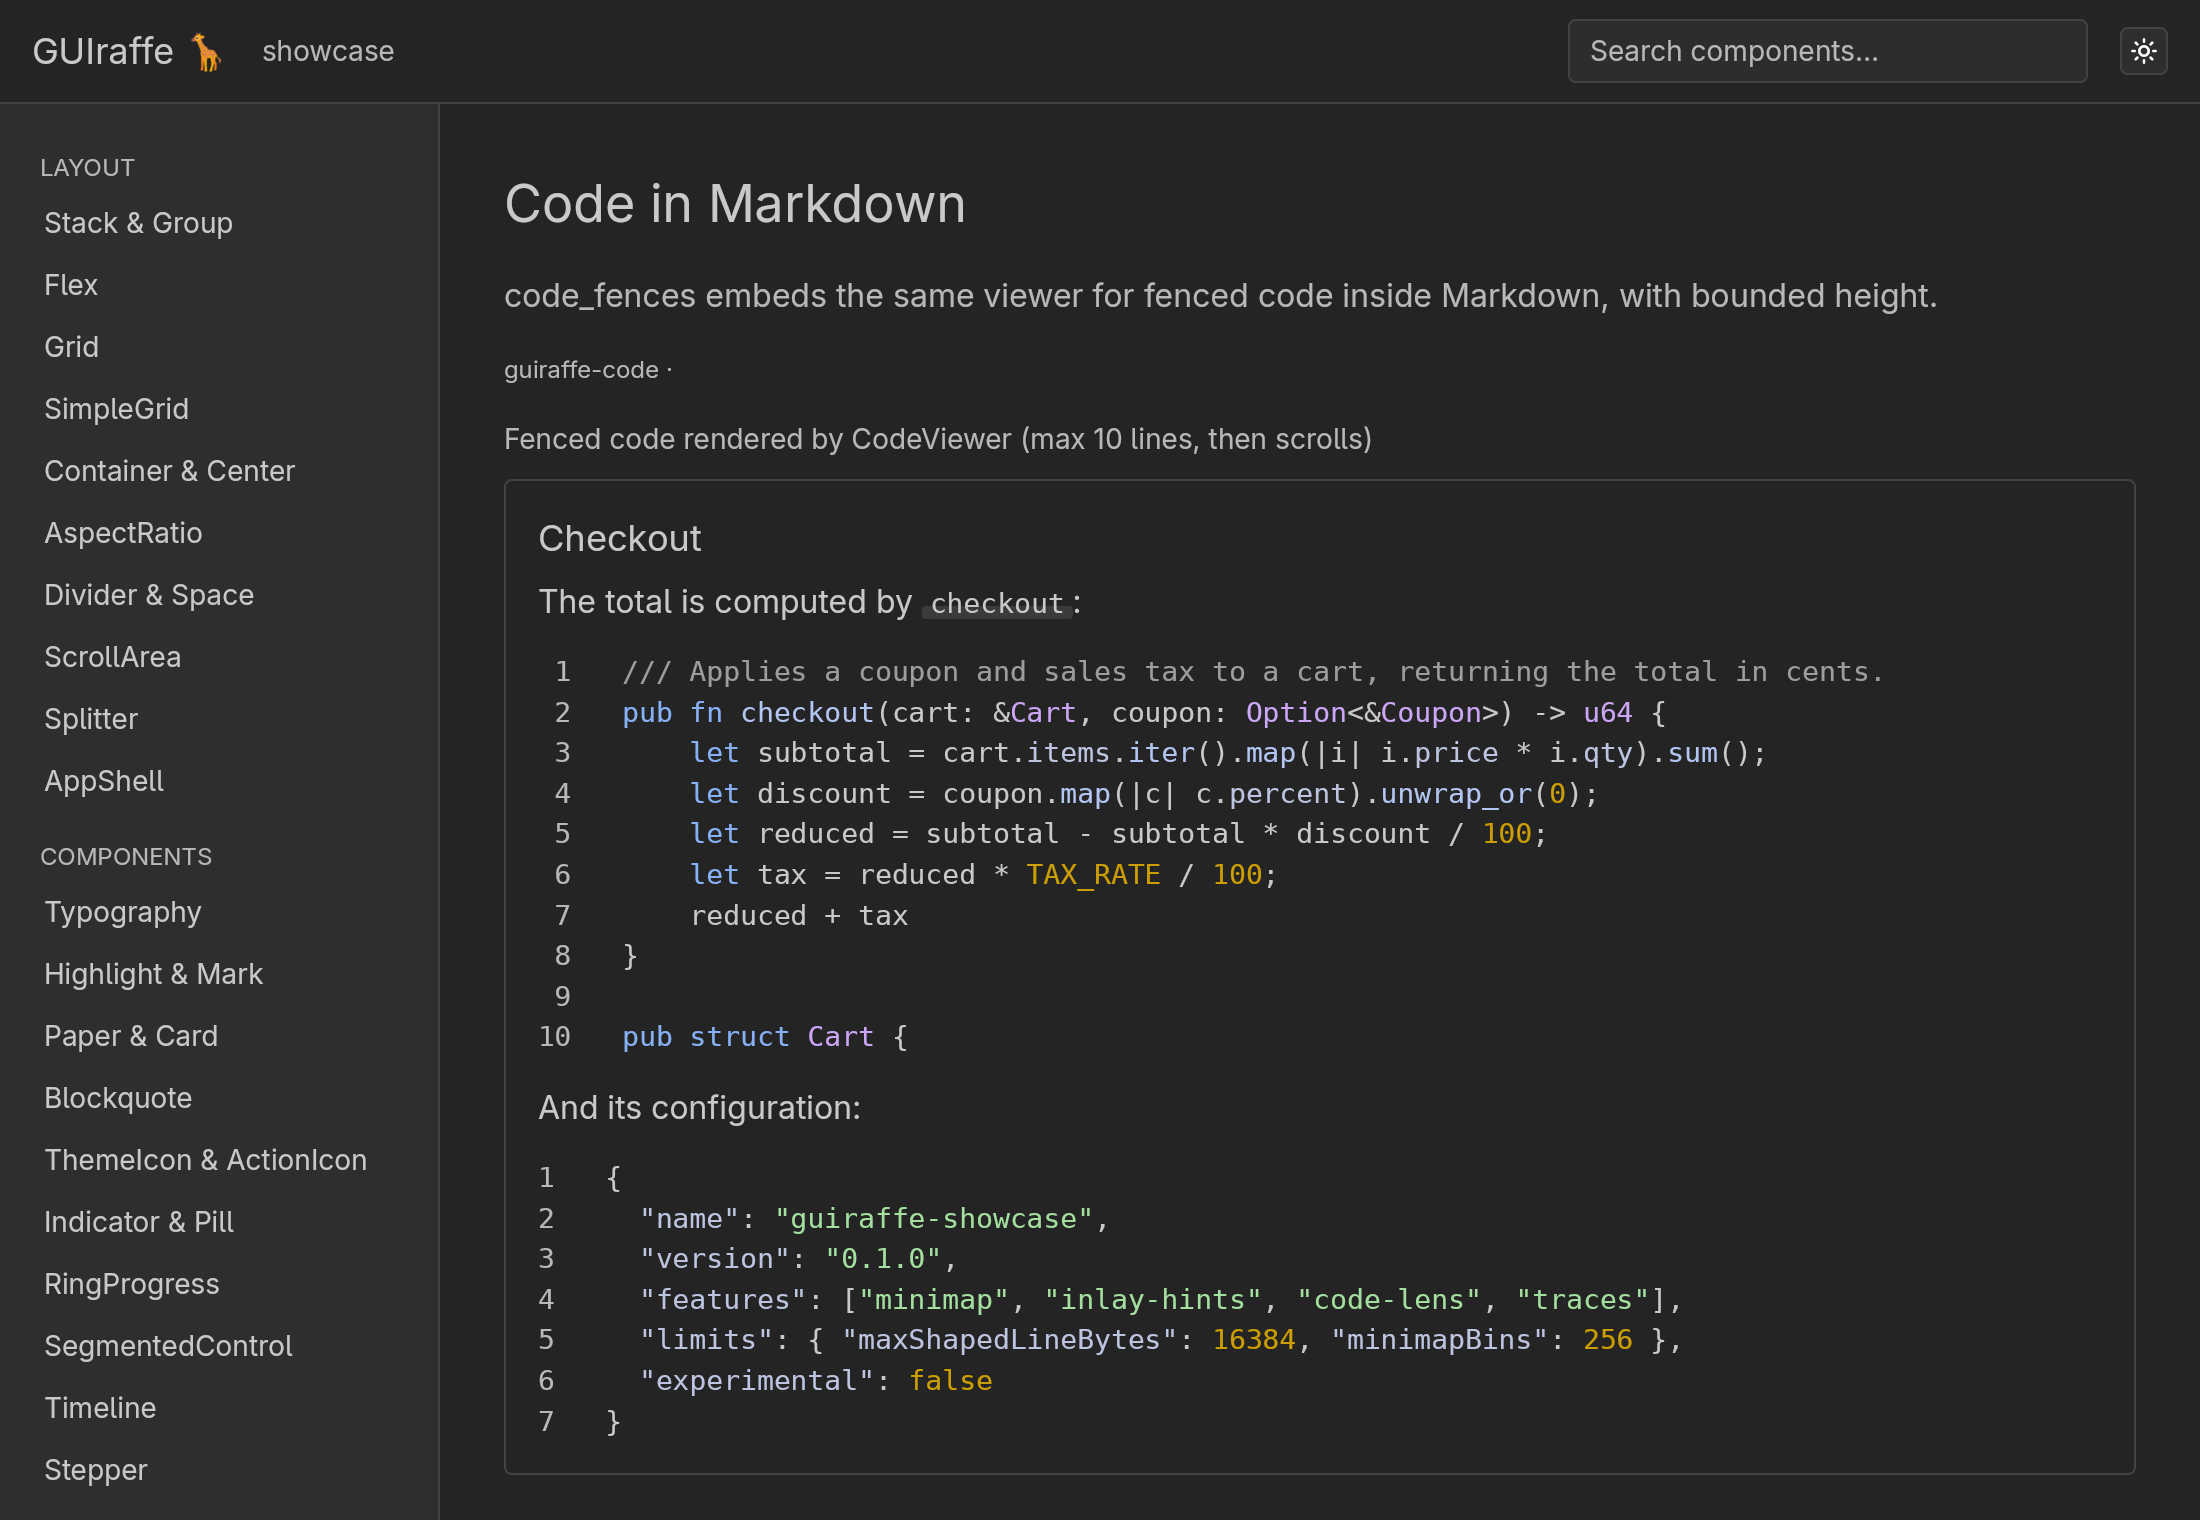 GUIraffe 🦒 showcase
Search components...
LAYOUT
Stack & Group
Flex
Grid
SimpleGrid
Container & Center
AspectRatio
Divider & Space
ScrollArea
Splitter
AppShell
COMPONENTS
Typography
Highlight & Mark
Paper & Card
Blockquote
ThemeIcon & ActionIcon
Indicator & Pill
RingProgress
SegmentedControl
Timeline
Stepper
Code in Markdown
code_fences embeds the same viewer for fenced code inside Markdown, with bounded height.
guiraffe-code ·
Fenced code rendered by CodeViewer (max 10 lines, then scrolls)
Checkout
The total is computed by checkout:
1 /// Applies a coupon and sales tax to a cart, returning the total in cents.
2 pub fn checkout(cart: &Cart, coupon: Option<&Coupon>) -> u64 {
3     let subtotal = cart.items.iter().map(|i| i.price * i.qty).sum();
4     let discount = coupon.map(|c| c.percent).unwrap_or(0);
5     let reduced = subtotal - subtotal * discount / 100;
6     let tax = reduced * TAX_RATE / 100;
7     reduced + tax
8 }
9
10 pub struct Cart {
And its configuration:
1 {
2   "name": "guiraffe-showcase",
3   "version": "0.1.0",
4   "features": ["minimap", "inlay-hints", "code-lens", "traces"],
5   "limits": { "maxShapedLineBytes": 16384, "minimapBins": 256 },
6   "experimental": false
7 }